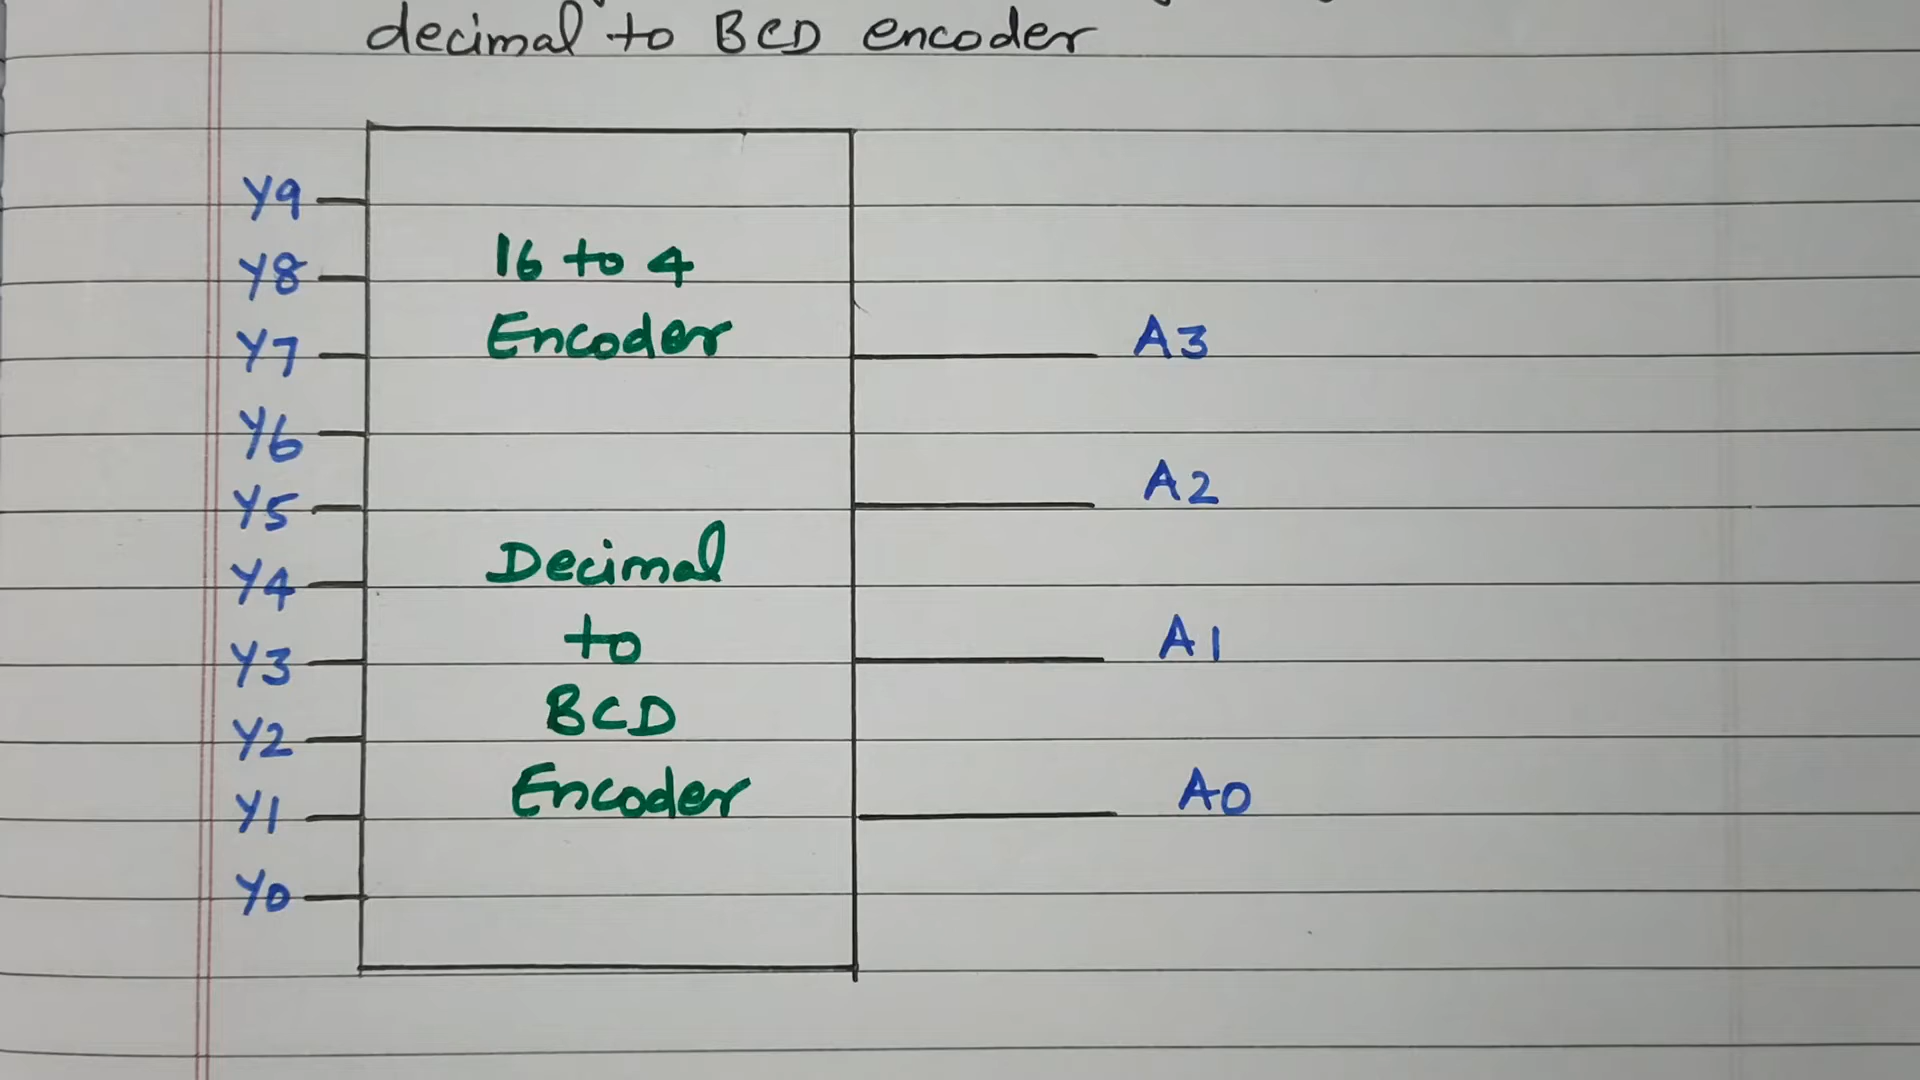 decimal to BCD encoder
Y9
Y8
Y7
Y6
Y5
Y4
Y3
Y2
Y1
Y0
16 to 4
Encoder
Decimal
to
BCD
Encoder
A3
A2
A1
A0